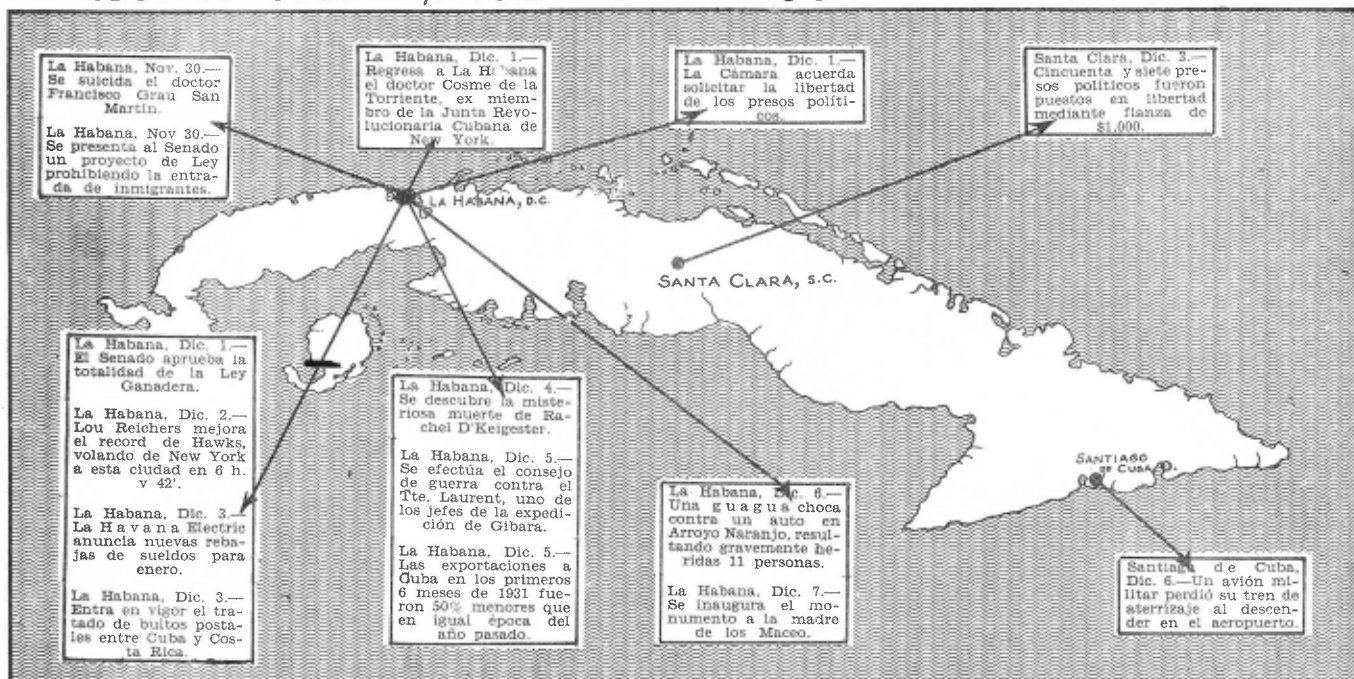 La Habana, Nov. 30.—
Se suicida el doctor
Francisco Grau San
Martín.
La Habana, Nov 30.—
Se presenta al Senado
un proyecto de Ley
prohibiendo la entra-
da de inmigrantes.
La Habana, Dic. 1.—
Regresa a La Habana
el doctor Cosme de la
Torriente, ex miem-
bro de la Junta Revo-
lucionaria Cubana de
New York.
La Habana, Dic. 1.—
La Cámara acuerda
solicitar la libertad
de los presos políti-
cos.
Santa Clara, Dic. 3.—
Cincuenta y siete pre-
sos políticos fueron
puestos en libertad
mediante fianza de
$1.000.
LA HABANA, D.C.
SANTA CLARA, S.C.
SANTIAGO
DE CUBA, O.
La Habana, Dic. 1.—
El Senado aprueba la
totalidad de la Ley
Ganadera.
La Habana, Dic. 2.—
Lou Reichers mejora
el record de Hawks,
volando de New York
a esta ciudad en 6 h.
y 42'.
La Habana, Dic. 3.—
La Havana Electric
anuncia nuevas reba-
jas de sueldos para
enero.
La Habana, Dic. 3.—
Entra en vigor el tra-
tado de bultos posta-
les entre Cuba y Cos-
ta Rica.
La Habana, Dic. 4.—
Se descubre la miste-
riosa muerte de Ra-
chel D'Keigester.
La Habana, Dic. 5.—
Se efectúa el consejo
de guerra contra el
Tte. Laurent, uno de
los jefes de la expedi-
ción de Gibara.
La Habana, Dic. 5.—
Las exportaciones a
Cuba en los primeros
6 meses de 1931 fue-
ron 50% menores que
en igual época del
año pasado.
La Habana, Dic. 6.—
Una guagua choca
contra un auto en
Arroyo Naranjo, resul-
tando gravemente he-
ridas 11 personas.
La Habana, Dic. 7.—
Se inaugura el mo-
numento a la madre
de los Maceo.
Santiago de Cuba,
Dic. 6.—Un avión mi-
litar perdió su tren de
aterrizaje al descen-
der en el aeropuerto.